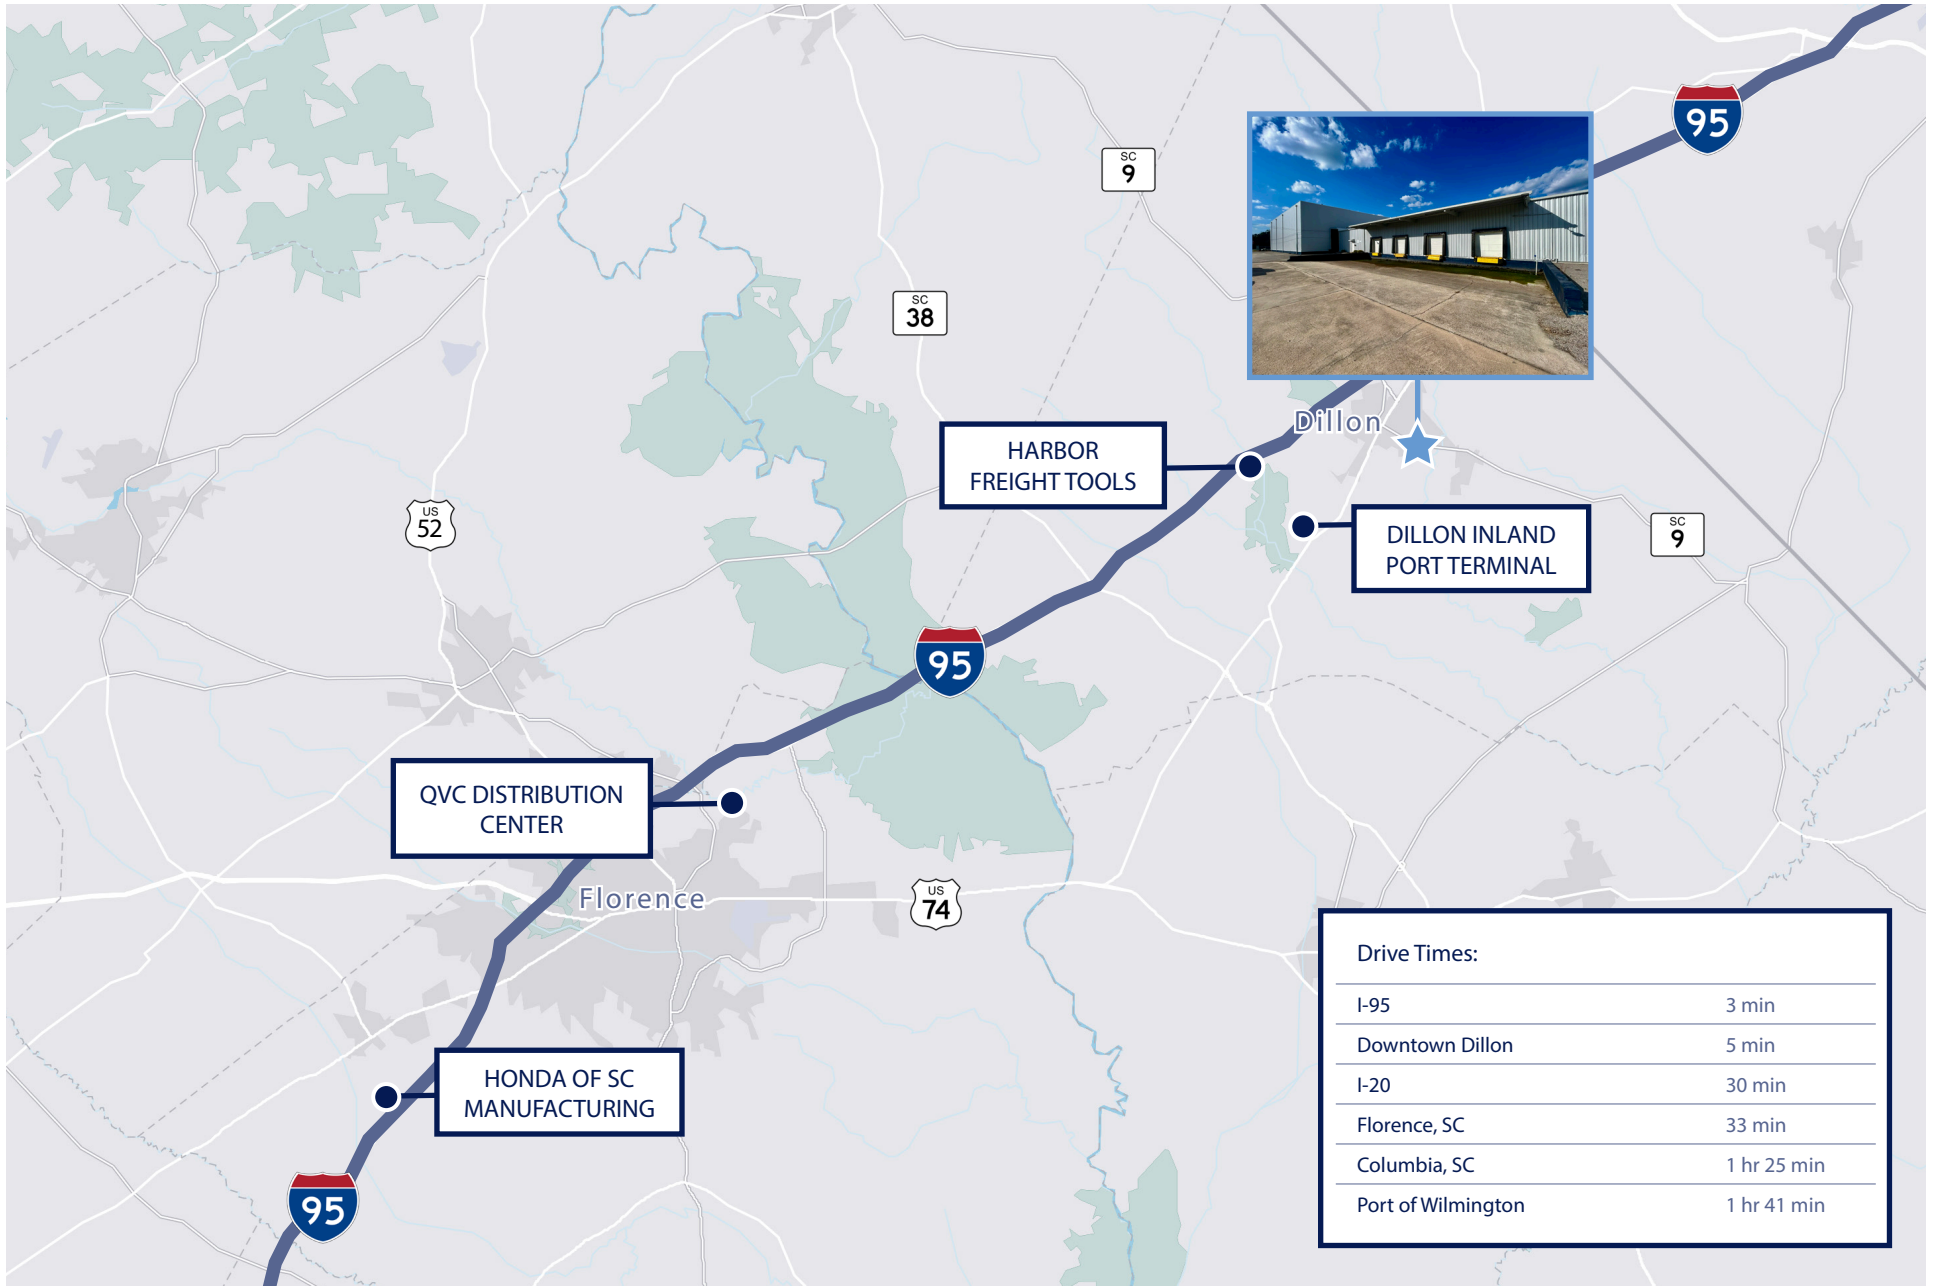 95
SC
9
SC
38
Dillon
HARBOR
FREIGHT TOOLS
US
52
DILLON INLAND
PORT TERMINAL
SC
9
95
QVC DISTRIBUTION
CENTER
Florence
US
74
HONDA OF SC
MANUFACTURING
95
Drive Times:
I-95 3 min
Downtown Dillon 5 min
I-20 30 min
Florence, SC 33 min
Columbia, SC 1 hr 25 min
Port of Wilmington 1 hr 41 min